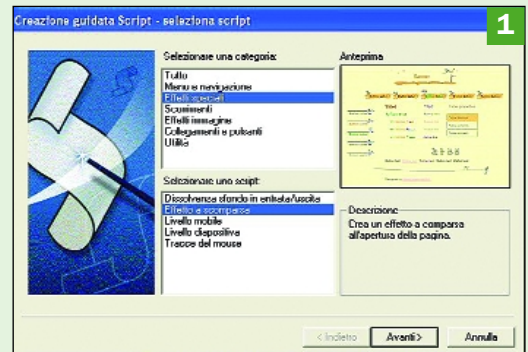 Creazione guidata Script - seleziona script
1
Selezionare una categoria:
Tutto
Menu e navigazione
Effetti speciali
Scorrimenti
Effetti immagine
Collegamenti e pulsanti
Utilità
Selezionare uno script:
Dissolvenza sfondo in entrata/uscita
Effetto a scomparsa
Livello mobile
Livello diapositiva
Tracce del mouse
Anteprima
Descrizione
Crea un effetto a comparsa
all'apertura della pagina.
< Indietro
Avanti >
Annulla